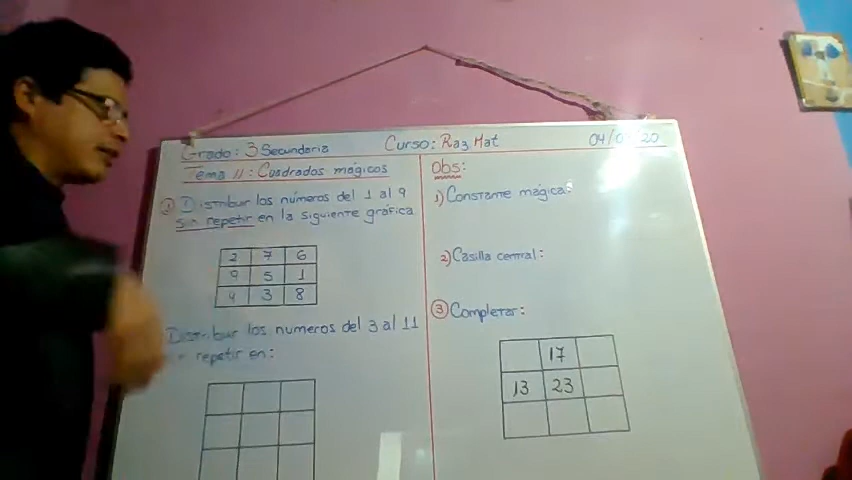 Grado: 3 Secundaria
Curso: Raz Mat
Tema 11: Cuadrados mágicos
① Distribuir los números del 1 al 9
sin repetir en la siguiente gráfica
2 7 6
9 5 1
4 3 8
Distribuir los números del 3 al 11
repetir en:
Obs:
1) Constante mágica:
2) Casilla central:
③ Completar:
17
13 23